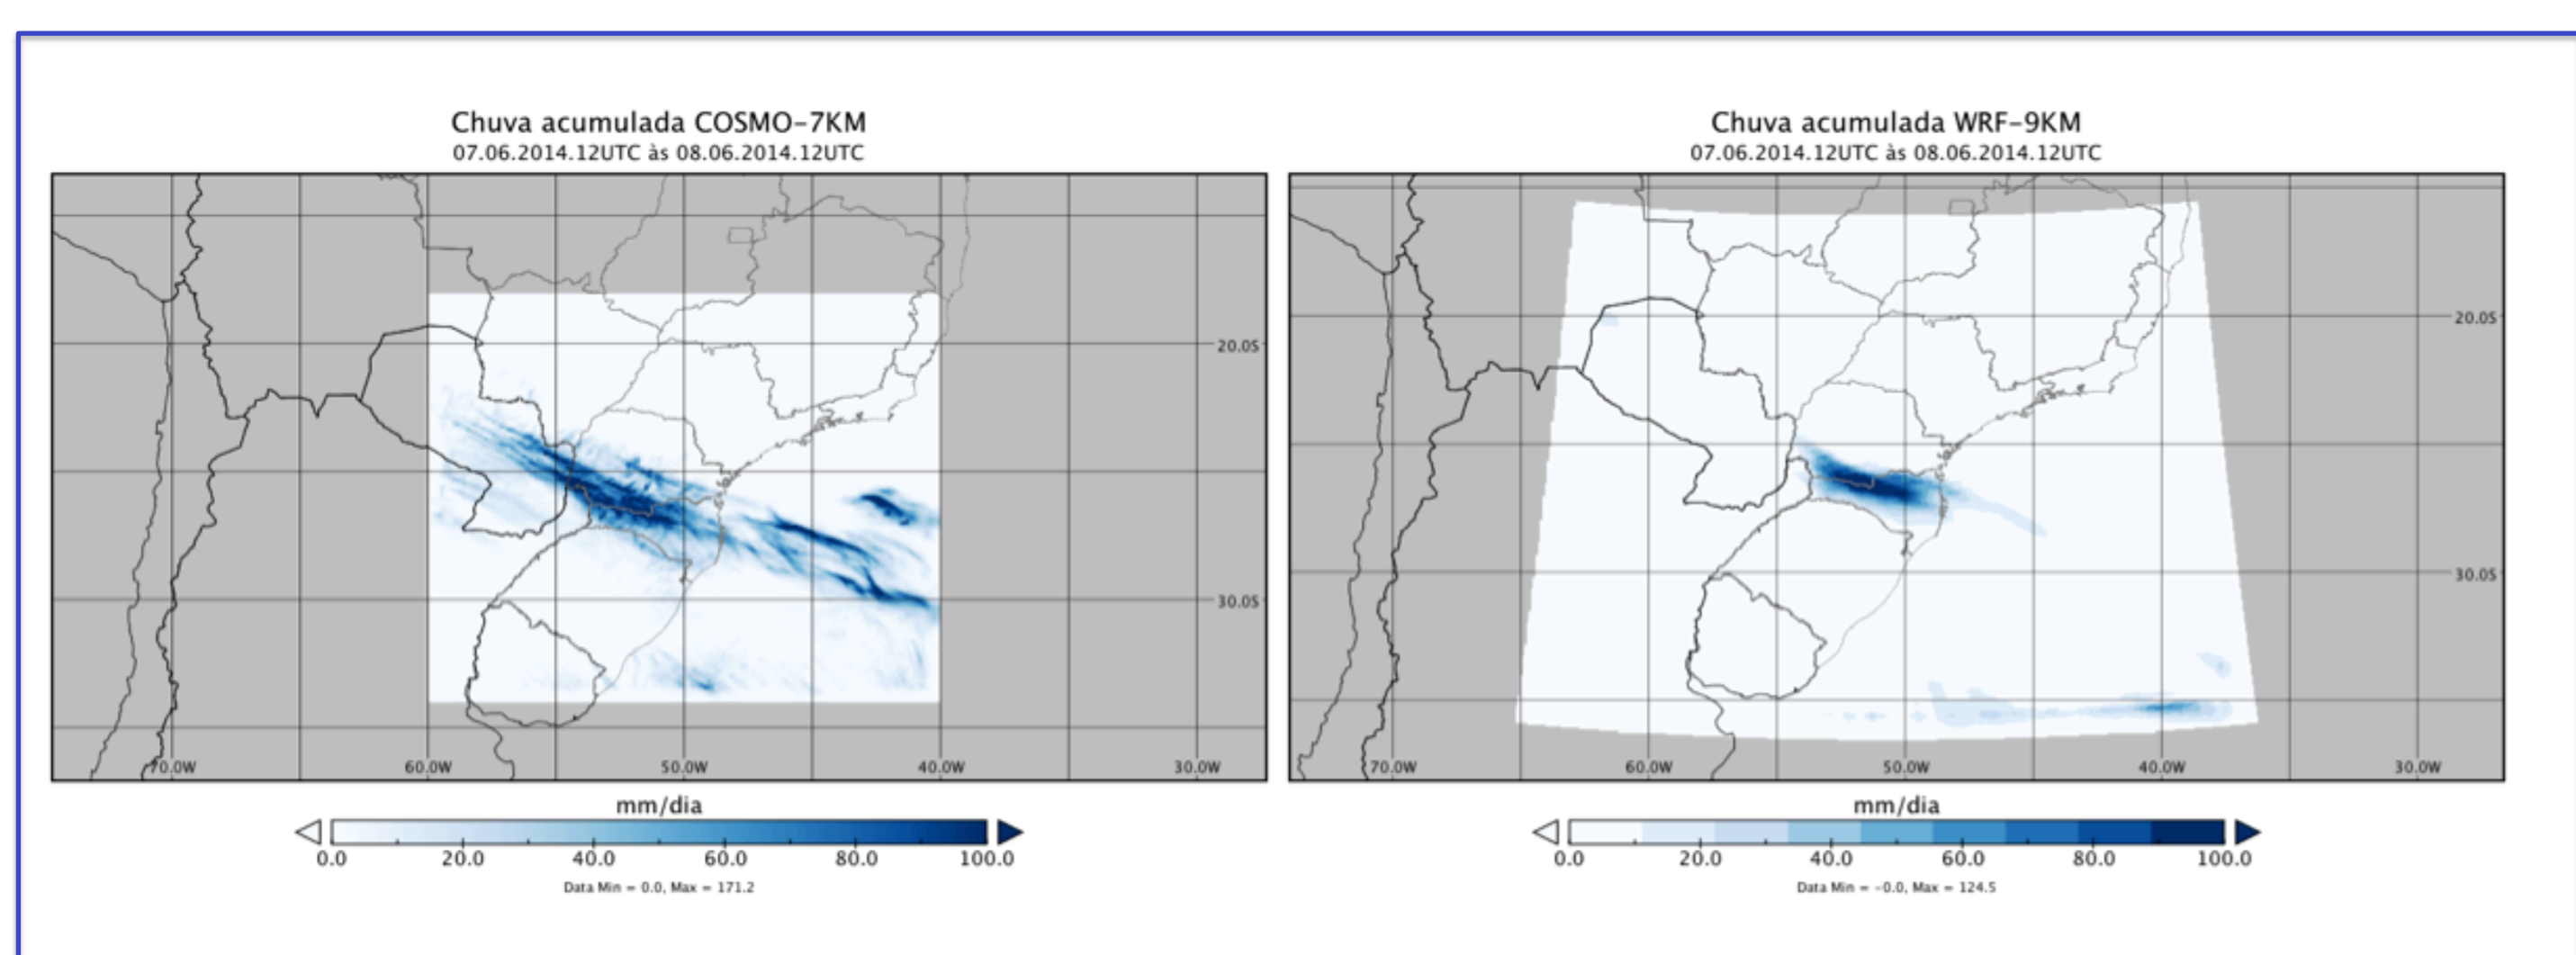 Chuva acumulada COSMO-7KM
07.06.2014.12UTC às 08.06.2014.12UTC
20.0S
30.0S
70.0W 60.0W 50.0W 40.0W 30.0W
mm/dia
0.0 20.0 40.0 60.0 80.0 100.0
Data Min = 0.0, Max = 171.2
Chuva acumulada WRF-9KM
07.06.2014.12UTC às 08.06.2014.12UTC
20.0S
30.0S
70.0W 60.0W 50.0W 40.0W 30.0W
mm/dia
0.0 20.0 40.0 60.0 80.0 100.0
Data Min = -0.0, Max = 124.5